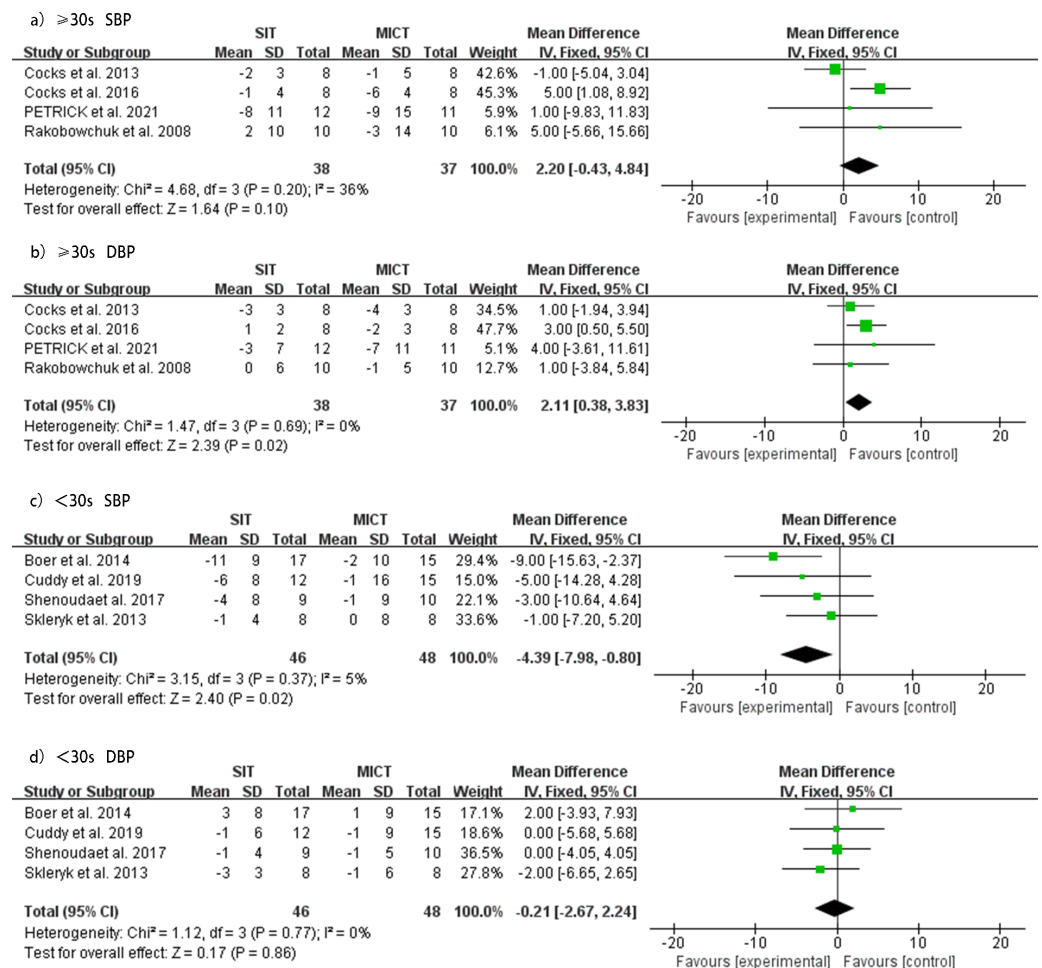 a) ≥30s SBP
SIT MICT Mean Difference Mean Difference
Study or Subgroup Mean SD Total Mean SD Total Weight IV, Fixed, 95% CI IV, Fixed, 95% CI
Cocks et al. 2013 -2 3 8 -1 5 8 42.6% -1.00 [-5.04, 3.04]
Cocks et al. 2016 -1 4 8 -6 4 8 45.3% 5.00 [1.08, 8.92]
PETRICK et al. 2021 -8 11 12 -9 15 11 5.9% 1.00 [-9.83, 11.83]
Rakobowchuk et al. 2008 2 10 10 -3 14 10 6.1% 5.00 [-5.66, 15.66]
Total (95% CI) 38 37 100.0% 2.20 [-0.43, 4.84]
Heterogeneity: Chi² = 4.68, df = 3 (P = 0.20); I² = 36%
Test for overall effect: Z = 1.64 (P = 0.10)
-20 -10 0 10 20
Favours [experimental] Favours [control]
b) ≥30s DBP
SIT MICT Mean Difference Mean Difference
Study or Subgroup Mean SD Total Mean SD Total Weight IV, Fixed, 95% CI IV, Fixed, 95% CI
Cocks et al. 2013 -3 3 8 -4 3 8 34.5% 1.00 [-1.94, 3.94]
Cocks et al. 2016 1 2 8 -2 3 8 47.7% 3.00 [0.50, 5.50]
PETRICK et al. 2021 -3 7 12 -7 11 11 5.1% 4.00 [-3.61, 11.61]
Rakobowchuk et al. 2008 0 6 10 -1 5 10 12.7% 1.00 [-3.84, 5.84]
Total (95% CI) 38 37 100.0% 2.11 [0.38, 3.83]
Heterogeneity: Chi² = 1.47, df = 3 (P = 0.69); I² = 0%
Test for overall effect: Z = 2.39 (P = 0.02)
-20 -10 0 10 20
Favours [experimental] Favours [control]
c) <30s SBP
SIT MICT Mean Difference Mean Difference
Study or Subgroup Mean SD Total Mean SD Total Weight IV, Fixed, 95% CI IV, Fixed, 95% CI
Boer et al. 2014 -11 9 17 -2 10 15 29.4% -9.00 [-15.63, -2.37]
Cuddy et al. 2019 -6 8 12 -1 16 15 15.0% -5.00 [-14.28, 4.28]
Shenoudaet al. 2017 -4 8 9 -1 9 10 22.1% -3.00 [-10.64, 4.64]
Skleryk et al. 2013 -1 4 8 0 8 8 33.6% -1.00 [-7.20, 5.20]
Total (95% CI) 46 48 100.0% -4.39 [-7.98, -0.80]
Heterogeneity: Chi² = 3.15, df = 3 (P = 0.37); I² = 5%
Test for overall effect: Z = 2.40 (P = 0.02)
-20 -10 0 10 20
Favours [experimental] Favours [control]
d) <30s DBP
SIT MICT Mean Difference Mean Difference
Study or Subgroup Mean SD Total Mean SD Total Weight IV, Fixed, 95% CI IV, Fixed, 95% CI
Boer et al. 2014 3 8 17 1 9 15 17.1% 2.00 [-3.93, 7.93]
Cuddy et al. 2019 -1 6 12 -1 9 15 18.6% 0.00 [-5.68, 5.68]
Shenoudaet al. 2017 -1 4 9 -1 5 10 36.5% 0.00 [-4.05, 4.05]
Skleryk et al. 2013 -3 3 8 -1 6 8 27.8% -2.00 [-6.65, 2.65]
Total (95% CI) 46 48 100.0% -0.21 [-2.67, 2.24]
Heterogeneity: Chi² = 1.12, df = 3 (P = 0.77); I² = 0%
Test for overall effect: Z = 0.17 (P = 0.86)
-20 -10 0 10 20
Favours [experimental] Favours [control]